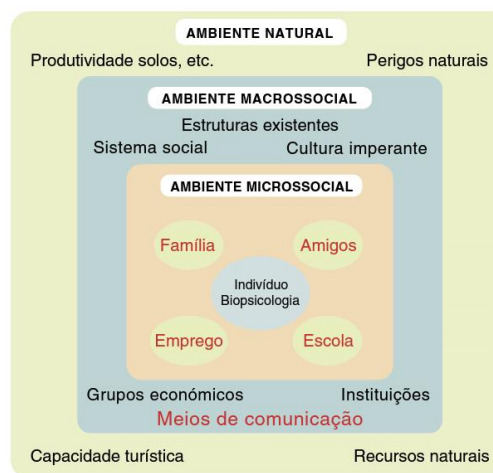 AMBIENTE NATURAL
Produtividade solos, etc. Perigos naturais
AMBIENTE MACROSSOCIAL
Estruturas existentes
Sistema social Cultura imperante
AMBIENTE MICROSSOCIAL
Família Amigos
Indivíduo
Biopsicologia
Emprego Escola
Grupos económicos Instituições
Meios de comunicação
Capacidade turística Recursos naturais